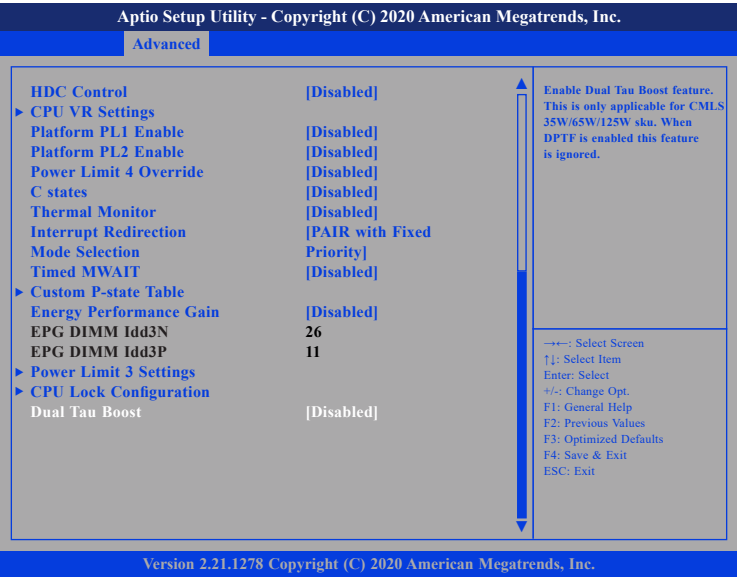 Aptio Setup Utility - Copyright (C) 2020 American Megatrends, Inc.
Advanced
HDC Control [Disabled]
CPU VR Settings
Platform PL1 Enable [Disabled]
Platform PL2 Enable [Disabled]
Power Limit 4 Override [Disabled]
C states [Disabled]
Thermal Monitor [Disabled]
Interrupt Redirection [PAIR with Fixed
Mode Selection Priority]
Timed MWAIT [Disabled]
Custom P-state Table
Energy Performance Gain [Disabled]
EPG DIMM Idd3N 26
EPG DIMM Idd3P 11
Power Limit 3 Settings
CPU Lock Configuration
Dual Tau Boost [Disabled]
Enable Dual Tau Boost feature.
This is only applicable for CMLS
35W/65W/125W sku. When
DPTF is enabled this feature
is ignored.
→←: Select Screen
↑↓: Select Item
Enter: Select
+/-: Change Opt.
F1: General Help
F2: Previous Values
F3: Optimized Defaults
F4: Save & Exit
ESC: Exit
Version 2.21.1278 Copyright (C) 2020 American Megatrends, Inc.